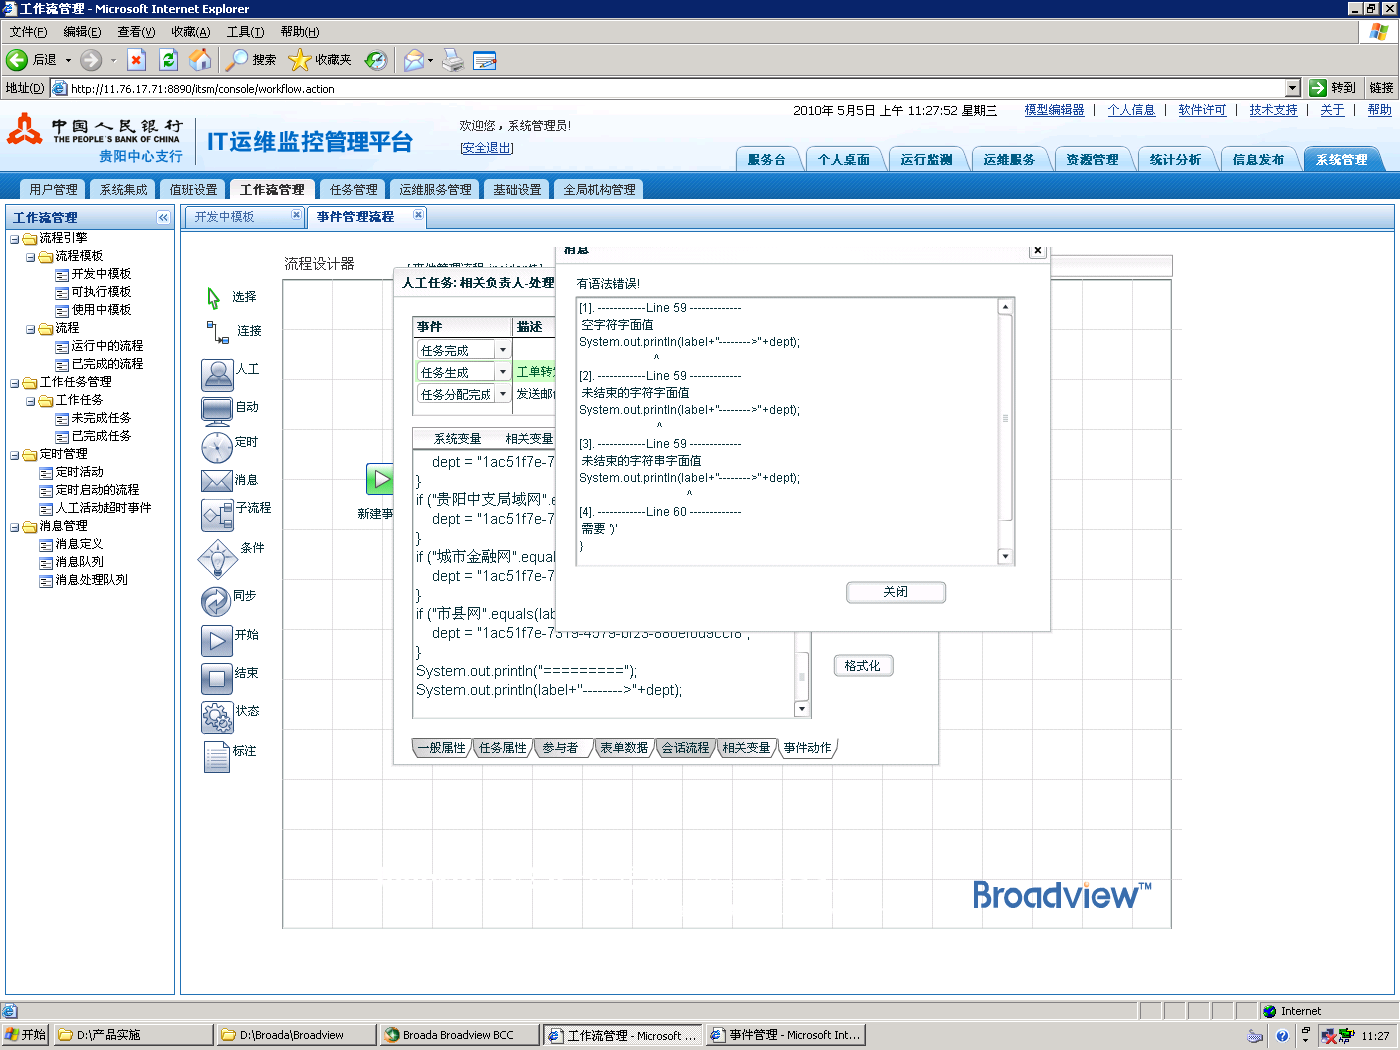 工作流管理 - Microsoft Internet Explorer
文件(F) 编辑(E) 查看(V) 收藏(A) 工具(T) 帮助(H)
后退 搜索 收藏夹
地址(D) http://11.76.17.71:8890/itsm/console/workflow.action 转到 链接
2010年 5月5日 上午 11:27:52 星期三 模型编辑器 | 个人信息 | 软件许可 | 技术支持 | 关于 | 帮助
中国人民银行
THE PEOPLE'S BANK OF CHINA
贵阳中心支行
IT运维监控管理平台
欢迎您，系统管理员!
[安全退出]
服务台 个人桌面 运行监测 运维服务 资源管理 统计分析 信息发布 系统管理
用户管理 系统集成 值班设置 工作流管理 任务管理 运维服务管理 基础设置 全局机构管理
工作流管理
流程引擎
流程模板
开发中模板
可执行模板
使用中模板
流程
运行中的流程
已完成的流程
工作任务管理
工作任务
未完成任务
已完成任务
定时管理
定时活动
定时启动的流程
人工活动超时事件
消息管理
消息定义
消息队列
消息处理队列
开发中模板 事件管理流程
流程设计器
选择
连接
人工
自动
定时
消息
子流程
条件
同步
开始
结束
状态
标注
新建事
人工任务: 相关负责人-处理
事件 描述
任务完成
任务生成 工单转
任务分配完成 发送邮
系统变量 相关变量
dept = "1ac51f7e-7
}
if ("贵阳中支局域网".e
dept = "1ac51f7e-7
}
if ("城市金融网".equa
dept = "1ac51f7e-7
}
if ("市县网".equals(lab
}
System.out.println("=========");
System.out.println(label+"-------->"+dept);
格式化
一般属性 任务属性 参与者 表单数据 会话流程 相关变量 事件动作
消息
有语法错误!
[1]. ------------Line 59 -------------
空字符字面值
System.out.println(label+"-------->"+dept);
^
[2]. ------------Line 59 -------------
未结束的字符字面值
System.out.println(label+"-------->"+dept);
^
[3]. ------------Line 59 -------------
未结束的字符串字面值
System.out.println(label+"-------->"+dept);
^
[4]. ------------Line 60 -------------
需要 ')'
}
关闭
Broadview™
Internet
开始 D:\产品实施 D:\Broada\Broadview Broada Broadview BCC 工作流管理 - Microsoft ... 事件管理 - Microsoft Int... 11:27